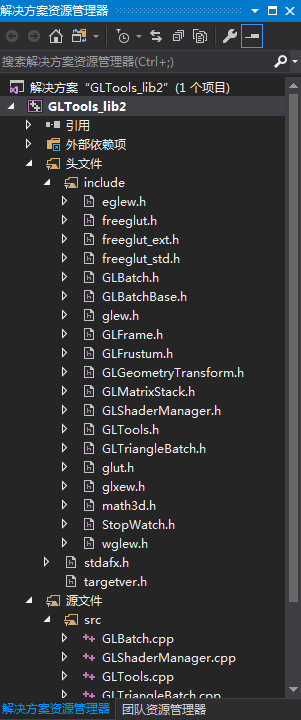 解决方案资源管理器
搜索解决方案资源管理器(Ctrl+;)
解决方案 "GLTools_lib2" (1 个项目)
GLTools_lib2
引用
外部依赖项
头文件
include
eglew.h
freeglut.h
freeglut_ext.h
freeglut_std.h
GLBatch.h
GLBatchBase.h
glew.h
GLFrame.h
GLFrustum.h
GLGeometryTransform.h
GLMatrixStack.h
GLShaderManager.h
GLTools.h
GLTriangleBatch.h
glut.h
glxew.h
math3d.h
StopWatch.h
wglew.h
stdafx.h
targetver.h
源文件
src
GLBatch.cpp
GLShaderManager.cpp
GLTools.cpp
GLTriangleBatch.cpp
解决方案资源管理器 团队资源管理器